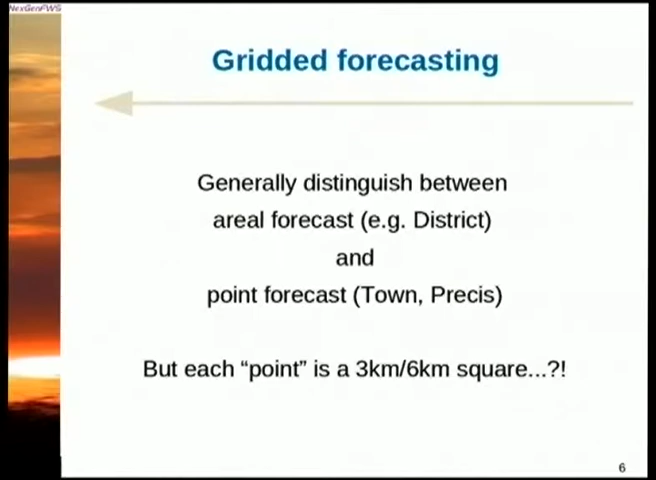 NexGenFWS
Gridded forecasting
Generally distinguish between
areal forecast (e.g. District)
and
point forecast (Town, Precis)
But each “point” is a 3km/6km square...?!
6